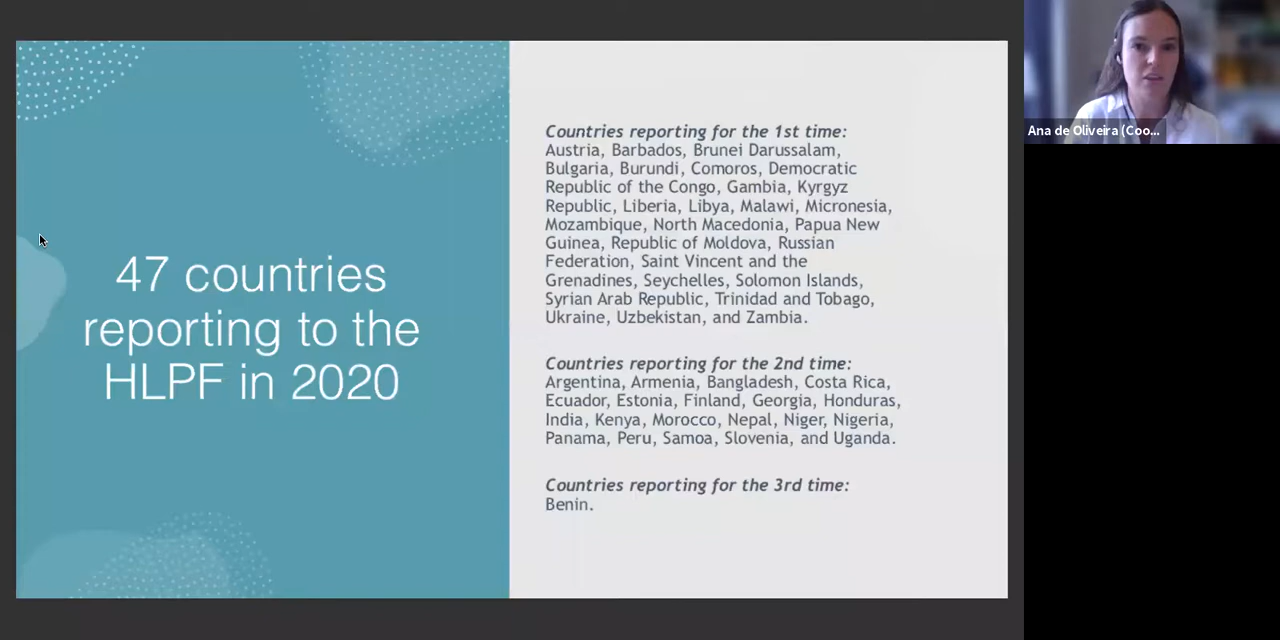 47 countries
reporting to the
HLPF in 2020
Countries reporting for the 1st time:
Austria, Barbados, Brunei Darussalam,
Bulgaria, Burundi, Comoros, Democratic
Republic of the Congo, Gambia, Kyrgyz
Republic, Liberia, Libya, Malawi, Micronesia,
Mozambique, North Macedonia, Papua New
Guinea, Republic of Moldova, Russian
Federation, Saint Vincent and the
Grenadines, Seychelles, Solomon Islands,
Syrian Arab Republic, Trinidad and Tobago,
Ukraine, Uzbekistan, and Zambia.
Countries reporting for the 2nd time:
Argentina, Armenia, Bangladesh, Costa Rica,
Ecuador, Estonia, Finland, Georgia, Honduras,
India, Kenya, Morocco, Nepal, Niger, Nigeria,
Panama, Peru, Samoa, Slovenia, and Uganda.
Countries reporting for the 3rd time:
Benin.
Ana de Oliveira (Coo...